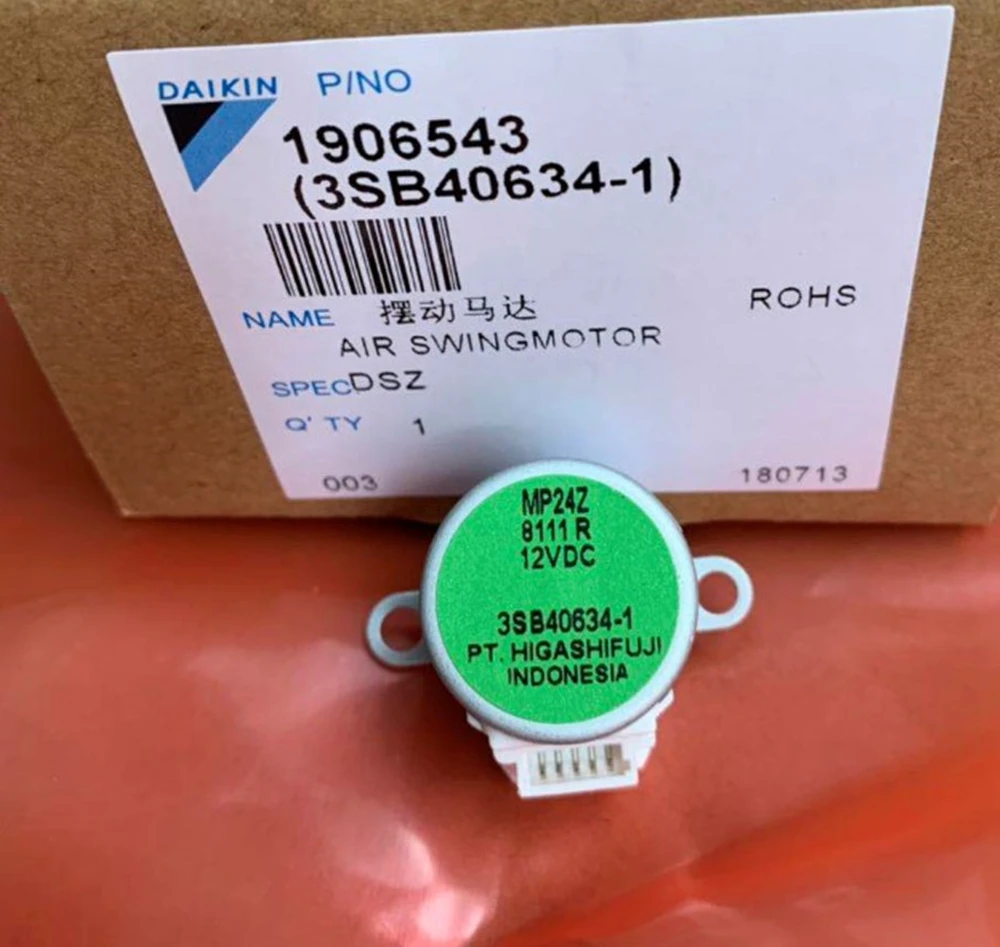 DAIKIN P/NO
1906543
(3SB40634-1)
NAME 摆动马达 ROHS
AIR SWINGMOTOR
SPEC DSZ
Q' TY 1
003 180713
MP24Z
8111 R
12VDC
3SB40634-1
PT. HIGASHIFUJI
INDONESIA